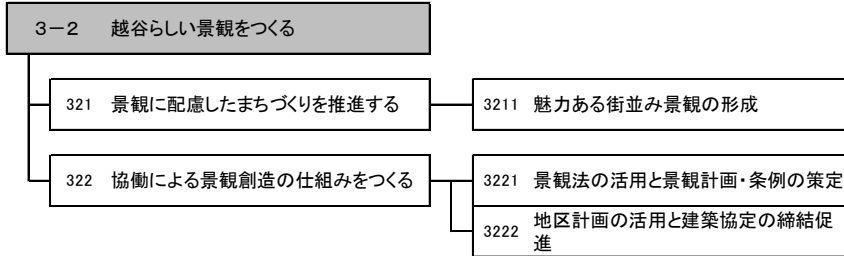 3－2 越谷らしい景観をつくる
321 景観に配慮したまちづくりを推進する
3211 魅力ある街並み景観の形成
322 協働による景観創造の仕組みをつくる
3221 景観法の活用と景観計画・条例の策定
3222 地区計画の活用と建築協定の締結促
進